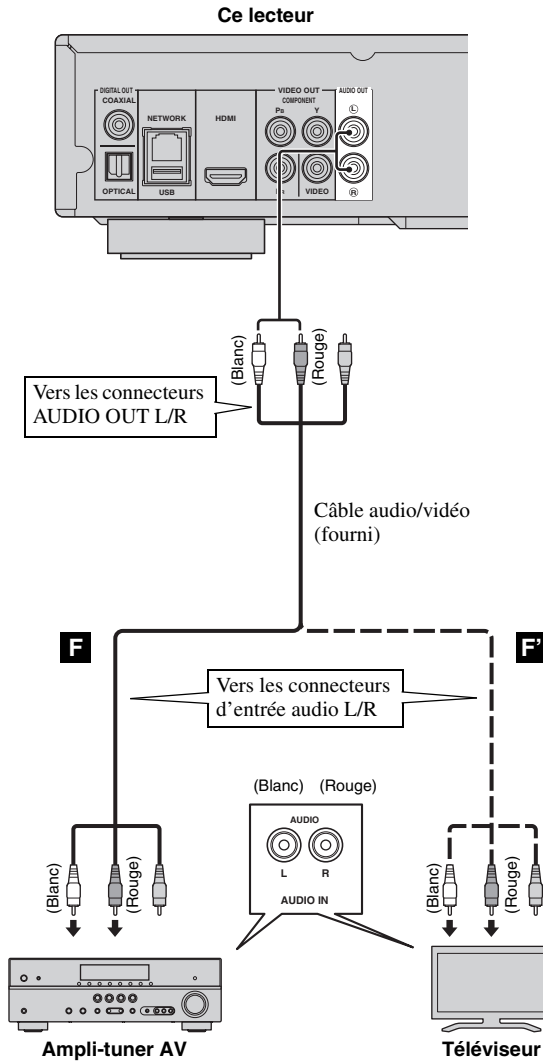 Ce lecteur
DIGITAL OUT
COAXIAL
OPTICAL
NETWORK
USB
HDMI
VIDEO OUT
COMPONENT
PB
Y
VIDEO
AUDIO OUT
L
R
(Blanc)
(Rouge)
Vers les connecteurs
AUDIO OUT L/R
Câble audio/vidéo
(fourni)
F
F'
Vers les connecteurs
d'entrée audio L/R
(Blanc) (Rouge)
AUDIO
L R
AUDIO IN
(Blanc)
(Rouge)
(Blanc)
(Rouge)
Ampli-tuner AV
Téléviseur